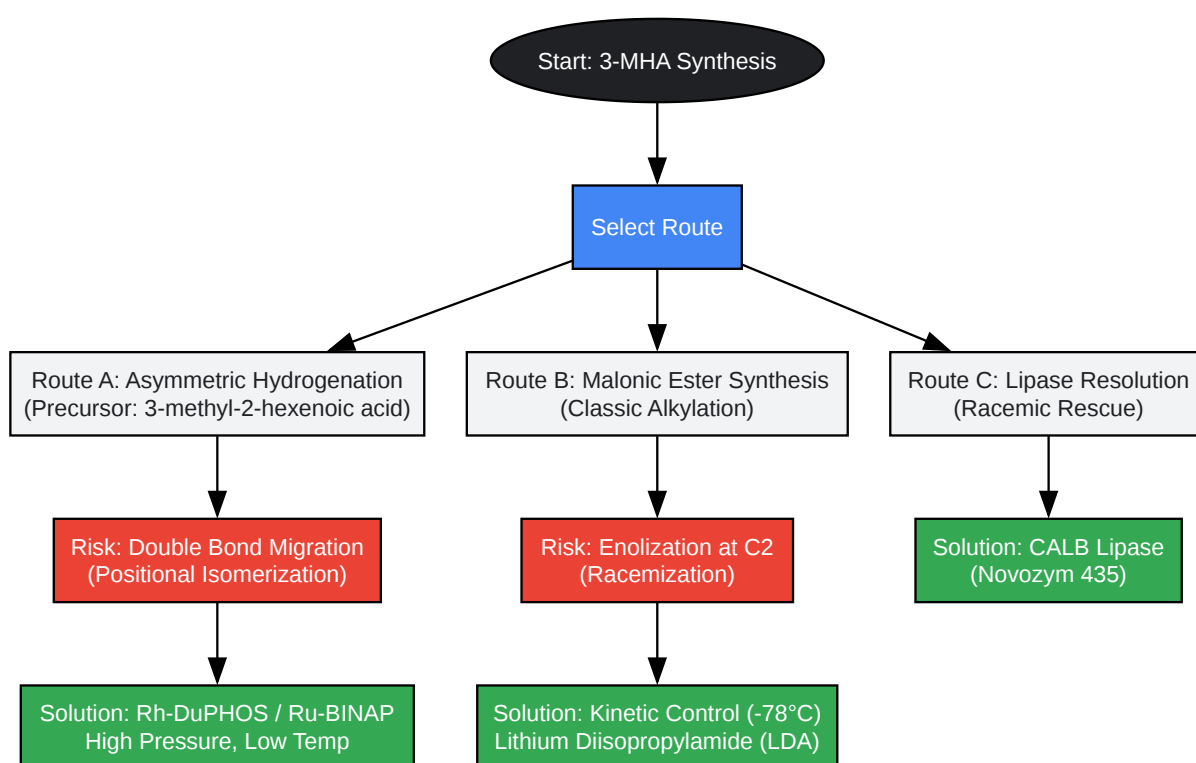 Start: 3-MHA Synthesis
Select Route
Route A: Asymmetric Hydrogenation
(Precursor: 3-methyl-2-hexenoic acid)
Route B: Malonic Ester Synthesis
(Classic Alkylation)
Route C: Lipase Resolution
(Racemic Rescue)
Risk: Double Bond Migration
(Positional Isomerization)
Risk: Enolization at C2
(Racemization)
Solution: CALB Lipase
(Novozym 435)
Solution: Rh-DuPHOS / Ru-BINAP
High Pressure, Low Temp
Solution: Kinetic Control (-78°C)
Lithium Diisopropylamide (LDA)